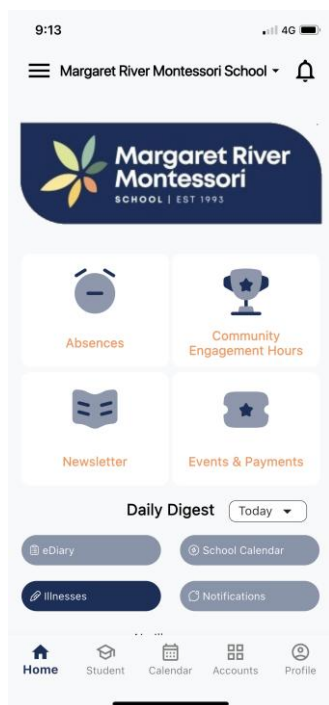 9:13 4G
Margaret River Montessori School
Margaret River
Montessori
SCHOOL | EST 1993
Absences
Community
Engagement Hours
Newsletter
Events & Payments
Daily Digest Today
eDiary
School Calendar
Illnesses
Notifications
Home Student Calendar Accounts Profile